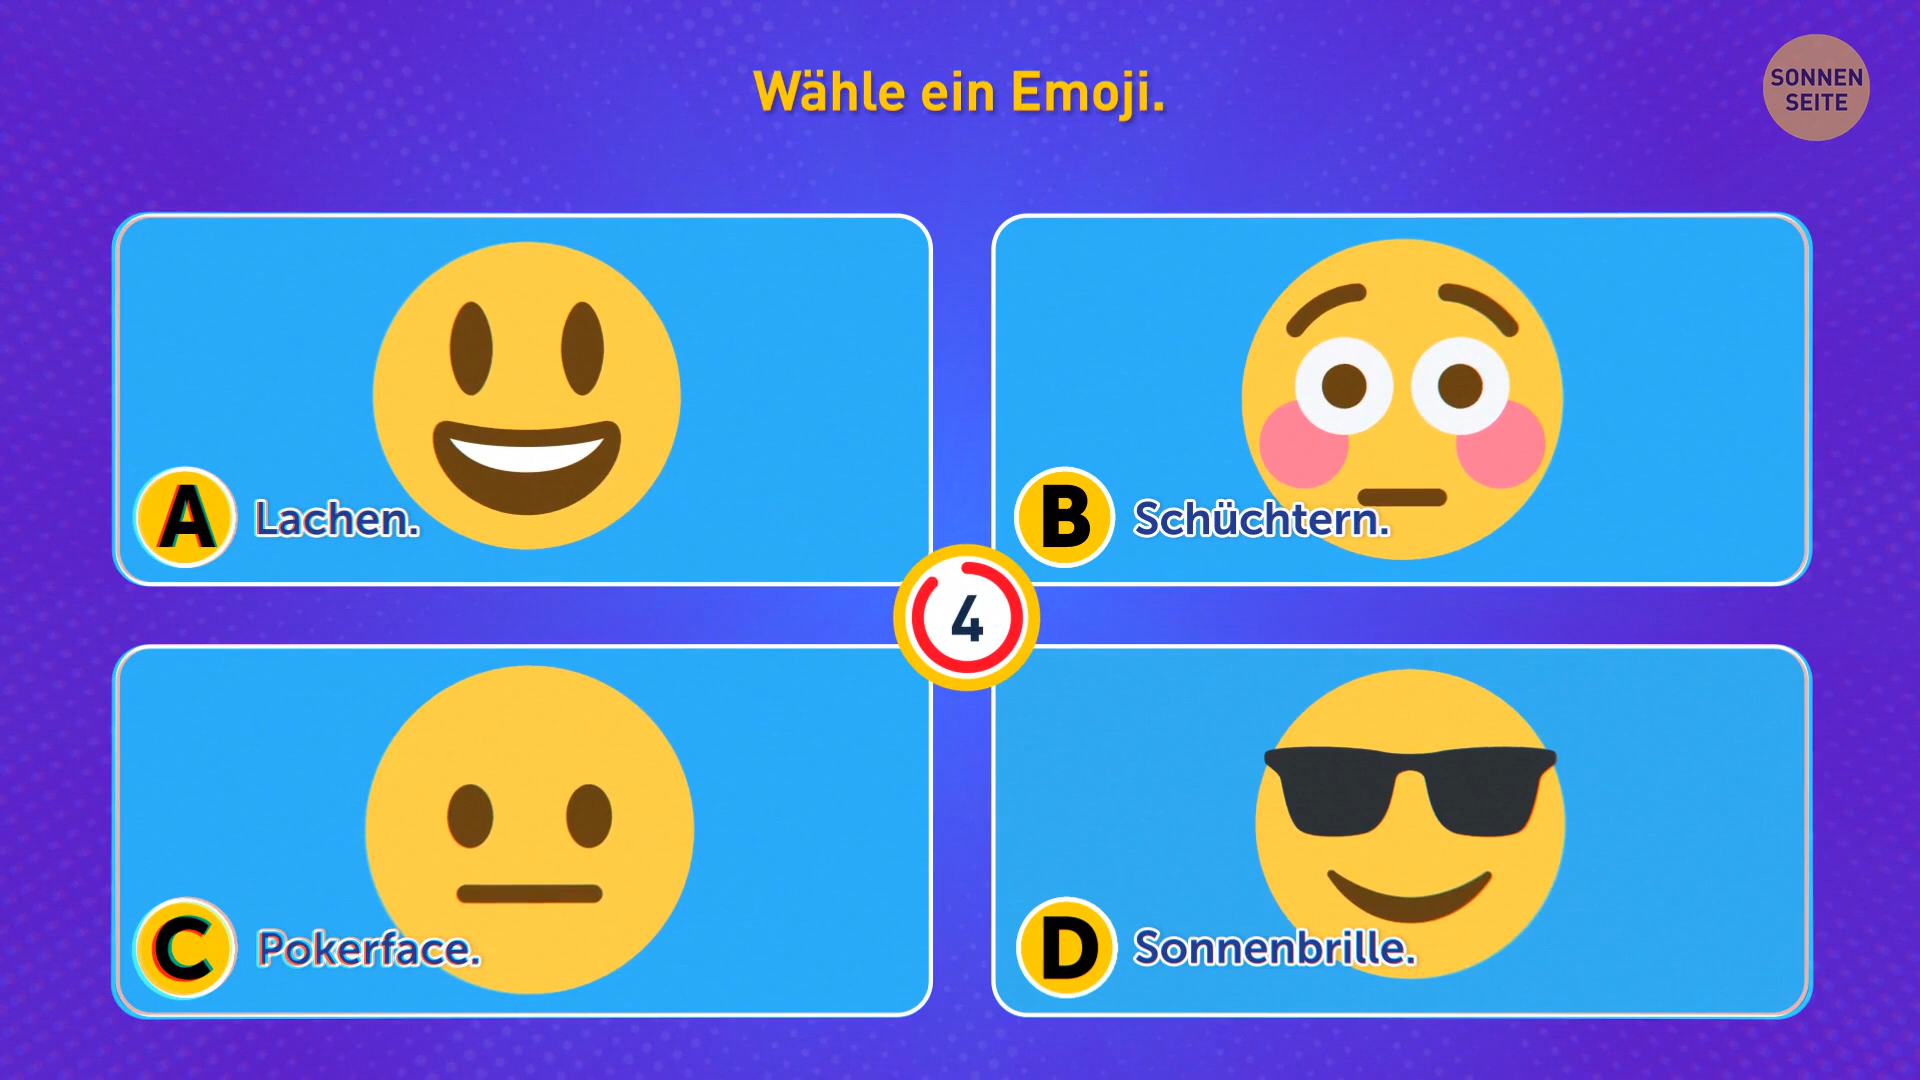 Wähle ein Emoji.
SONNEN
SEITE
A Lachen.
B Schüchtern.
4
C Pokerface.
D Sonnenbrille.